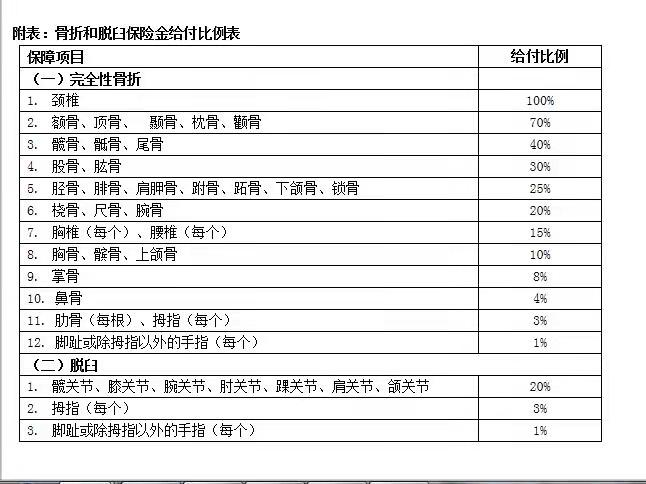 附表：骨折和脱臼保险金给付比例表
保障项目 给付比例
（一）完全性骨折
1. 颈椎 100%
2. 额骨、顶骨、 颞骨、枕骨、颧骨 70%
3. 髋骨、骶骨、尾骨 40%
4. 股骨、肱骨 30%
5. 胫骨、腓骨、肩胛骨、跗骨、跖骨、下颌骨、锁骨 25%
6. 桡骨、尺骨、腕骨 20%
7. 胸椎（每个）、腰椎（每个） 15%
8. 胸骨、髌骨、上颌骨 10%
9. 掌骨 8%
10. 鼻骨 4%
11. 肋骨（每根）、拇指（每个） 3%
12. 脚趾或除拇指以外的手指（每个） 1%
（二）脱臼
1. 髋关节、膝关节、腕关节、肘关节、踝关节、肩关节、颌关节 20%
2. 拇指（每个） 3%
3. 脚趾或除拇指以外的手指（每个） 1%